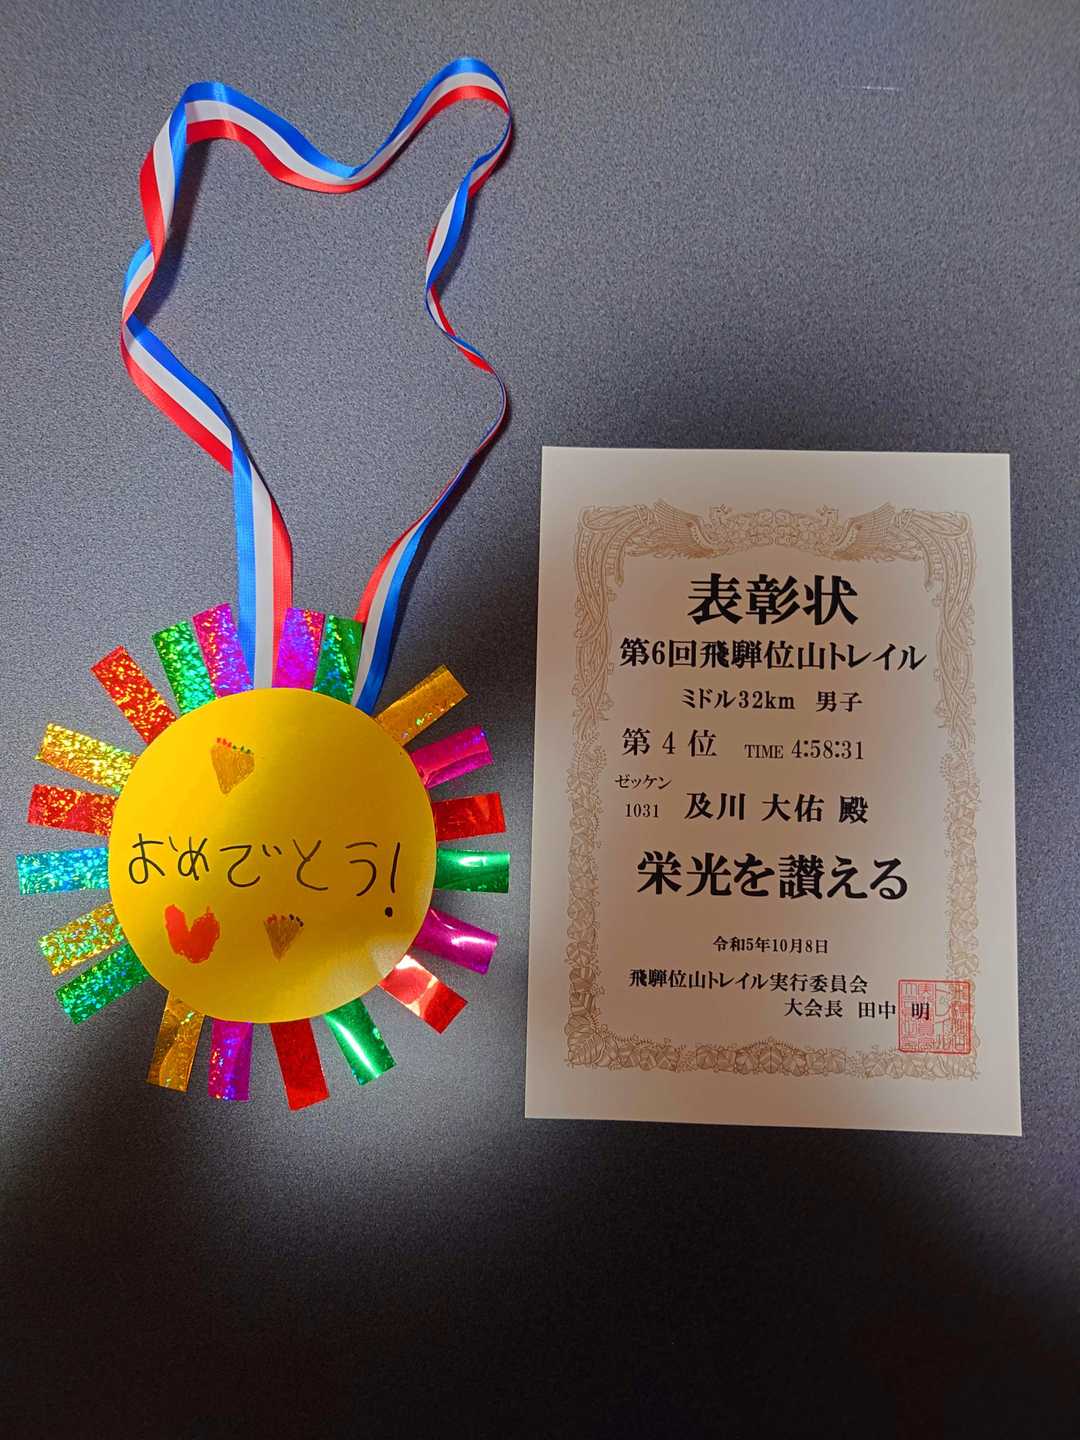 おめでとう!
表彰状
第6回飛騨位山トレイル
ミドル32km 男子
第 4 位 TIME 4:58:31
ゼッケン
1031 及川 大佑 殿
栄光を讃える
令和5年10月8日
飛騨位山トレイル実行委員会
大会長 田中 明